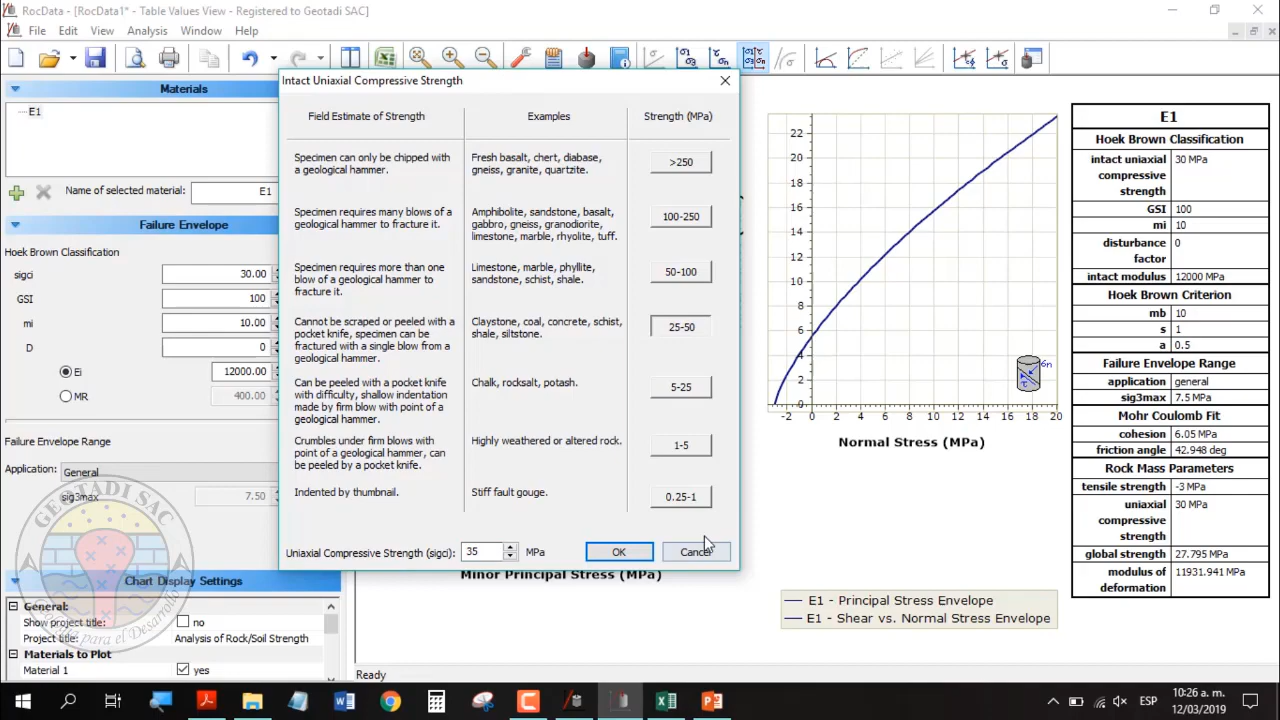 RocData - [RocData1* - Table Values View - Registered to Geotadi SAC]
File Edit View Analysis Window Help
Materials
E1
Name of selected material: E1
Failure Envelope
Hoek Brown Classification
sigci 30.00
GSI 100
mi 10.00
D 0
Ei 12000.00
MR 400.00
Failure Envelope Range
Application: General
sig3max 7.50
GEOTADI SAC
Chart Display Settings
General:
Show project title: no
Project title: Analysis of Rock/Soil Strength
Materials to Plot
Material 1 yes
Intact Uniaxial Compressive Strength
Field Estimate of Strength Examples Strength (MPa)
Specimen can only be chipped with
a geological hammer.
Fresh basalt, chert, diabase,
gneiss, granite, quartzite.
>250
Specimen requires many blows of a
geological hammer to fracture it.
Amphibolite, sandstone, basalt,
gabbro, gneiss, granodiorite,
limestone, marble, rhyolite, tuff.
100-250
Specimen requires more than one
blow of a geological hammer to
fracture it.
Limestone, marble, phyllite,
sandstone, schist, shale.
50-100
Cannot be scraped or peeled with a
pocket knife, specimen can be
fractured with a single blow from a
geological hammer.
Claystone, coal, concrete, schist,
shale, siltstone.
25-50
Can be peeled with a pocket knife
with difficulty, shallow indentation
made by firm blow with point of a
geological hammer.
Chalk, rocksalt, potash.
5-25
Crumbles under firm blows with
point of a geological hammer, can
be peeled by a pocket knife.
Highly weathered or altered rock.
1-5
Indented by thumbnail.
Stiff fault gouge.
0.25-1
Uniaxial Compressive Strength (sigci): 35 MPa OK Cancel
Minor Principal Stress (MPa)
22
20
18
16
14
12
10
8
6
4
2
0
-2 0 2 4 6 8 10 12 14 16 18 20
Normal Stress (MPa)
E1 - Principal Stress Envelope
E1 - Shear vs. Normal Stress Envelope
E1
Hoek Brown Classification
intact uniaxial 30 MPa
compressive
strength
GSI 100
mi 10
disturbance 0
factor
intact modulus 12000 MPa
Hoek Brown Criterion
mb 10
s 1
a 0.5
Failure Envelope Range
application general
sig3max 7.5 MPa
Mohr Coulomb Fit
cohesion 6.05 MPa
friction angle 42.948 deg
Rock Mass Parameters
tensile strength -3 MPa
uniaxial 30 MPa
compressive
strength
global strength 27.795 MPa
modulus of 11931.941 MPa
deformation
Ready
ESP
10:26 a. m.
12/03/2019